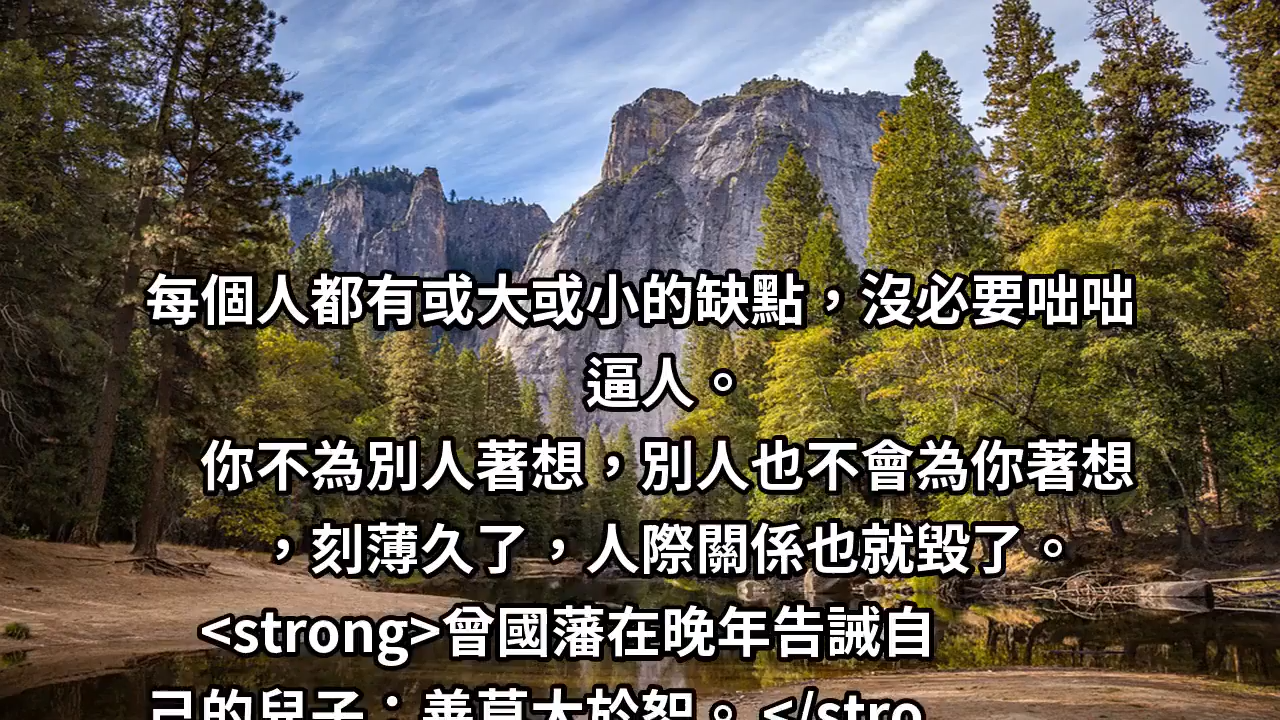 每個人都有或大或小的缺點，沒必要咄咄
逼人。
你不為別人著想，別人也不會為你著想
，刻薄久了，人際關係也就毀了。
<strong>曾國藩在晚年告誡自
己的兒子：善莫大於恕。</stro